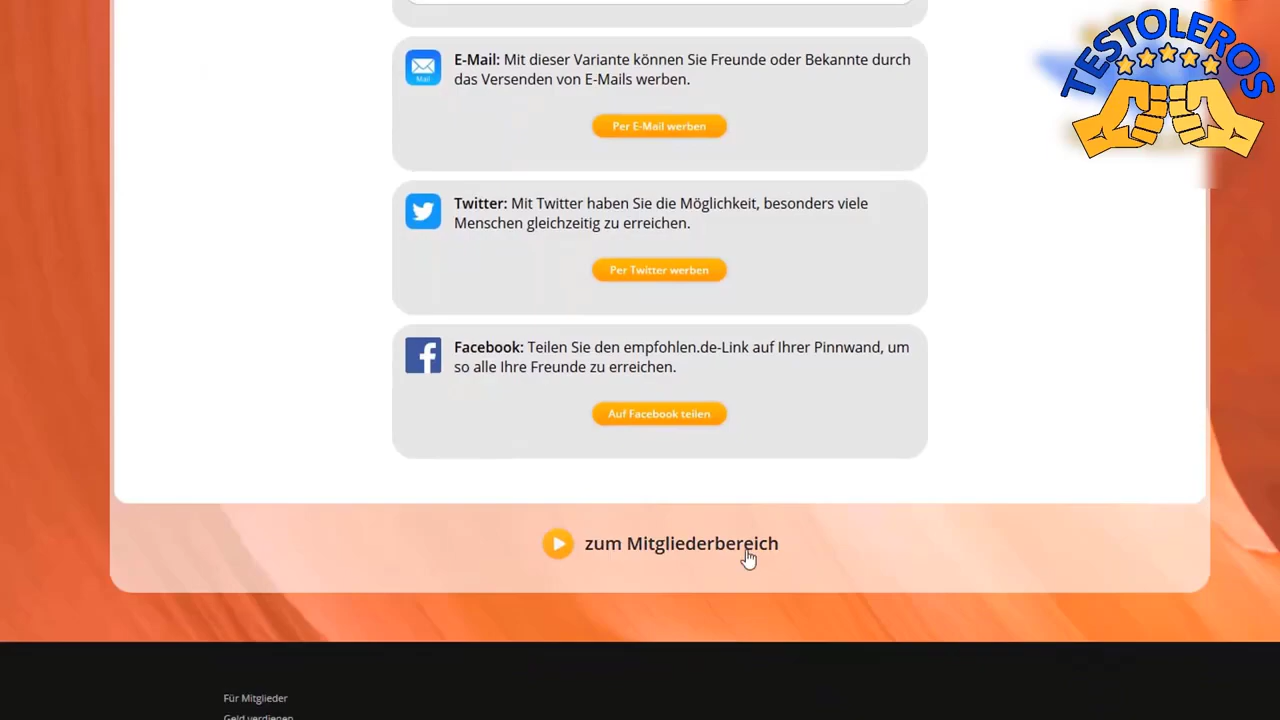 TESTOLEROS
E-Mail: Mit dieser Variante können Sie Freunde oder Bekannte durch
das Versenden von E-Mails werben.
Mail
Per E-Mail werben
Twitter: Mit Twitter haben Sie die Möglichkeit, besonders viele
Menschen gleichzeitig zu erreichen.
Per Twitter werben
Facebook: Teilen Sie den empfohlen.de-Link auf Ihrer Pinnwand, um
so alle Ihre Freunde zu erreichen.
Auf Facebook teilen
zum Mitgliederbereich
Für Mitglieder
Geld verdienen